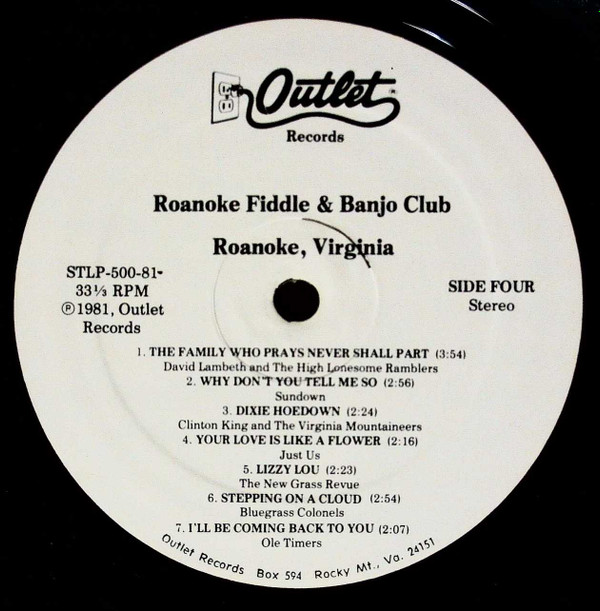 Outlet®
Records
Roanoke Fiddle & Banjo Club
Roanoke, Virginia
STLP-500-81-
33⅓ RPM
℗1981, Outlet
Records
SIDE FOUR
Stereo
1. THE FAMILY WHO PRAYS NEVER SHALL PART (3:54)
David Lambeth and The High Lonesome Ramblers
2. WHY DON'T YOU TELL ME SO (2:56)
Sundown
3. DIXIE HOEDOWN (2:24)
Clinton King and The Virginia Mountaineers
4. YOUR LOVE IS LIKE A FLOWER (2:16)
Just Us
5. LIZZY LOU (2:23)
The New Grass Revue
6. STEPPING ON A CLOUD (2:54)
Bluegrass Colonels
7. I'LL BE COMING BACK TO YOU (2:07)
Ole Timers
Outlet Records Box 594 Rocky Mt., Va. 24151